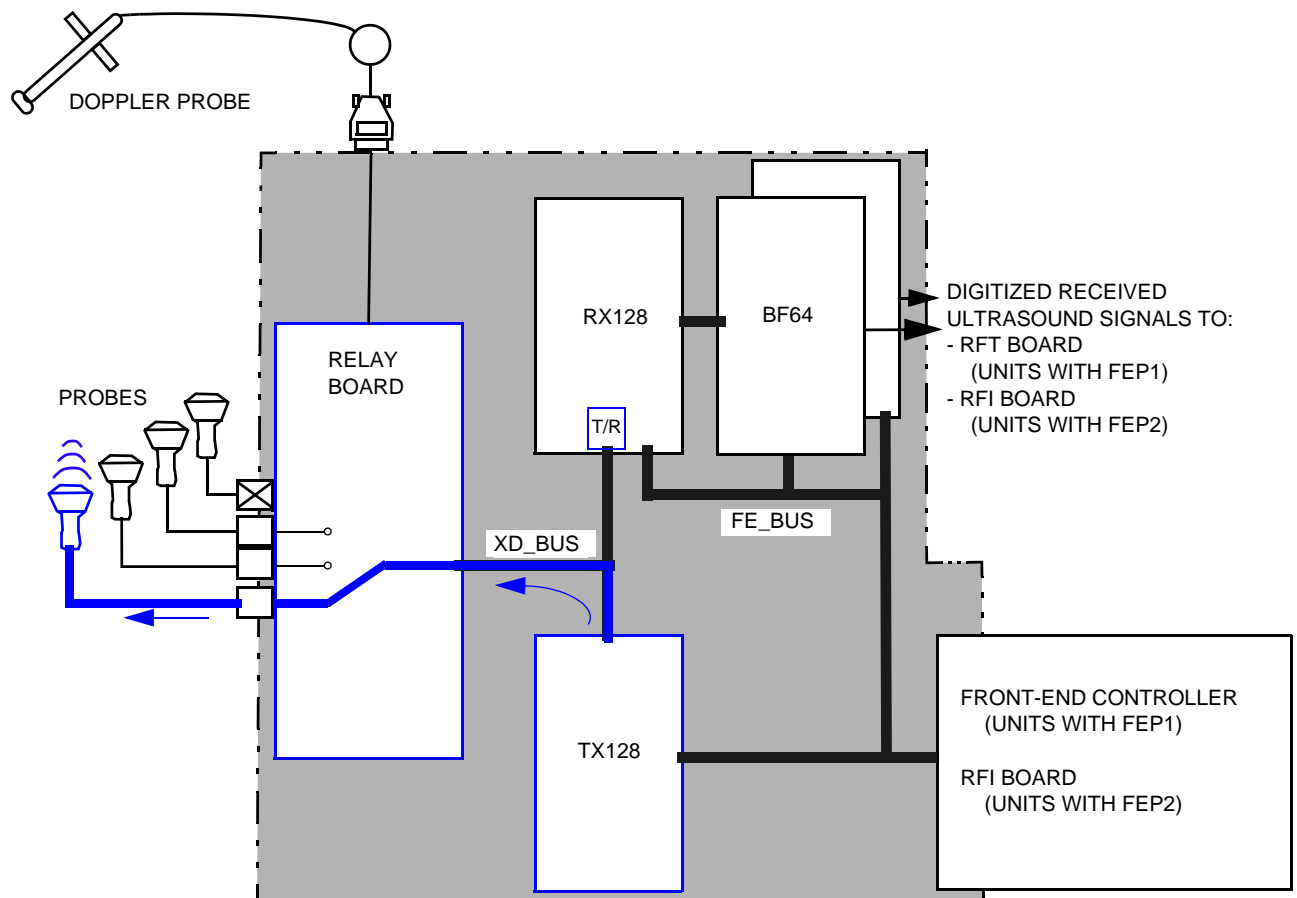 DOPPLER PROBE
RX128
BF64
DIGITIZED RECEIVED
ULTRASOUND SIGNALS TO:
- RFT BOARD
(UNITS WITH FEP1)
- RFI BOARD
(UNITS WITH FEP2)
RELAY
BOARD
PROBES
T/R
FE_BUS
XD_BUS
TX128
FRONT-END CONTROLLER
(UNITS WITH FEP1)
RFI BOARD
(UNITS WITH FEP2)